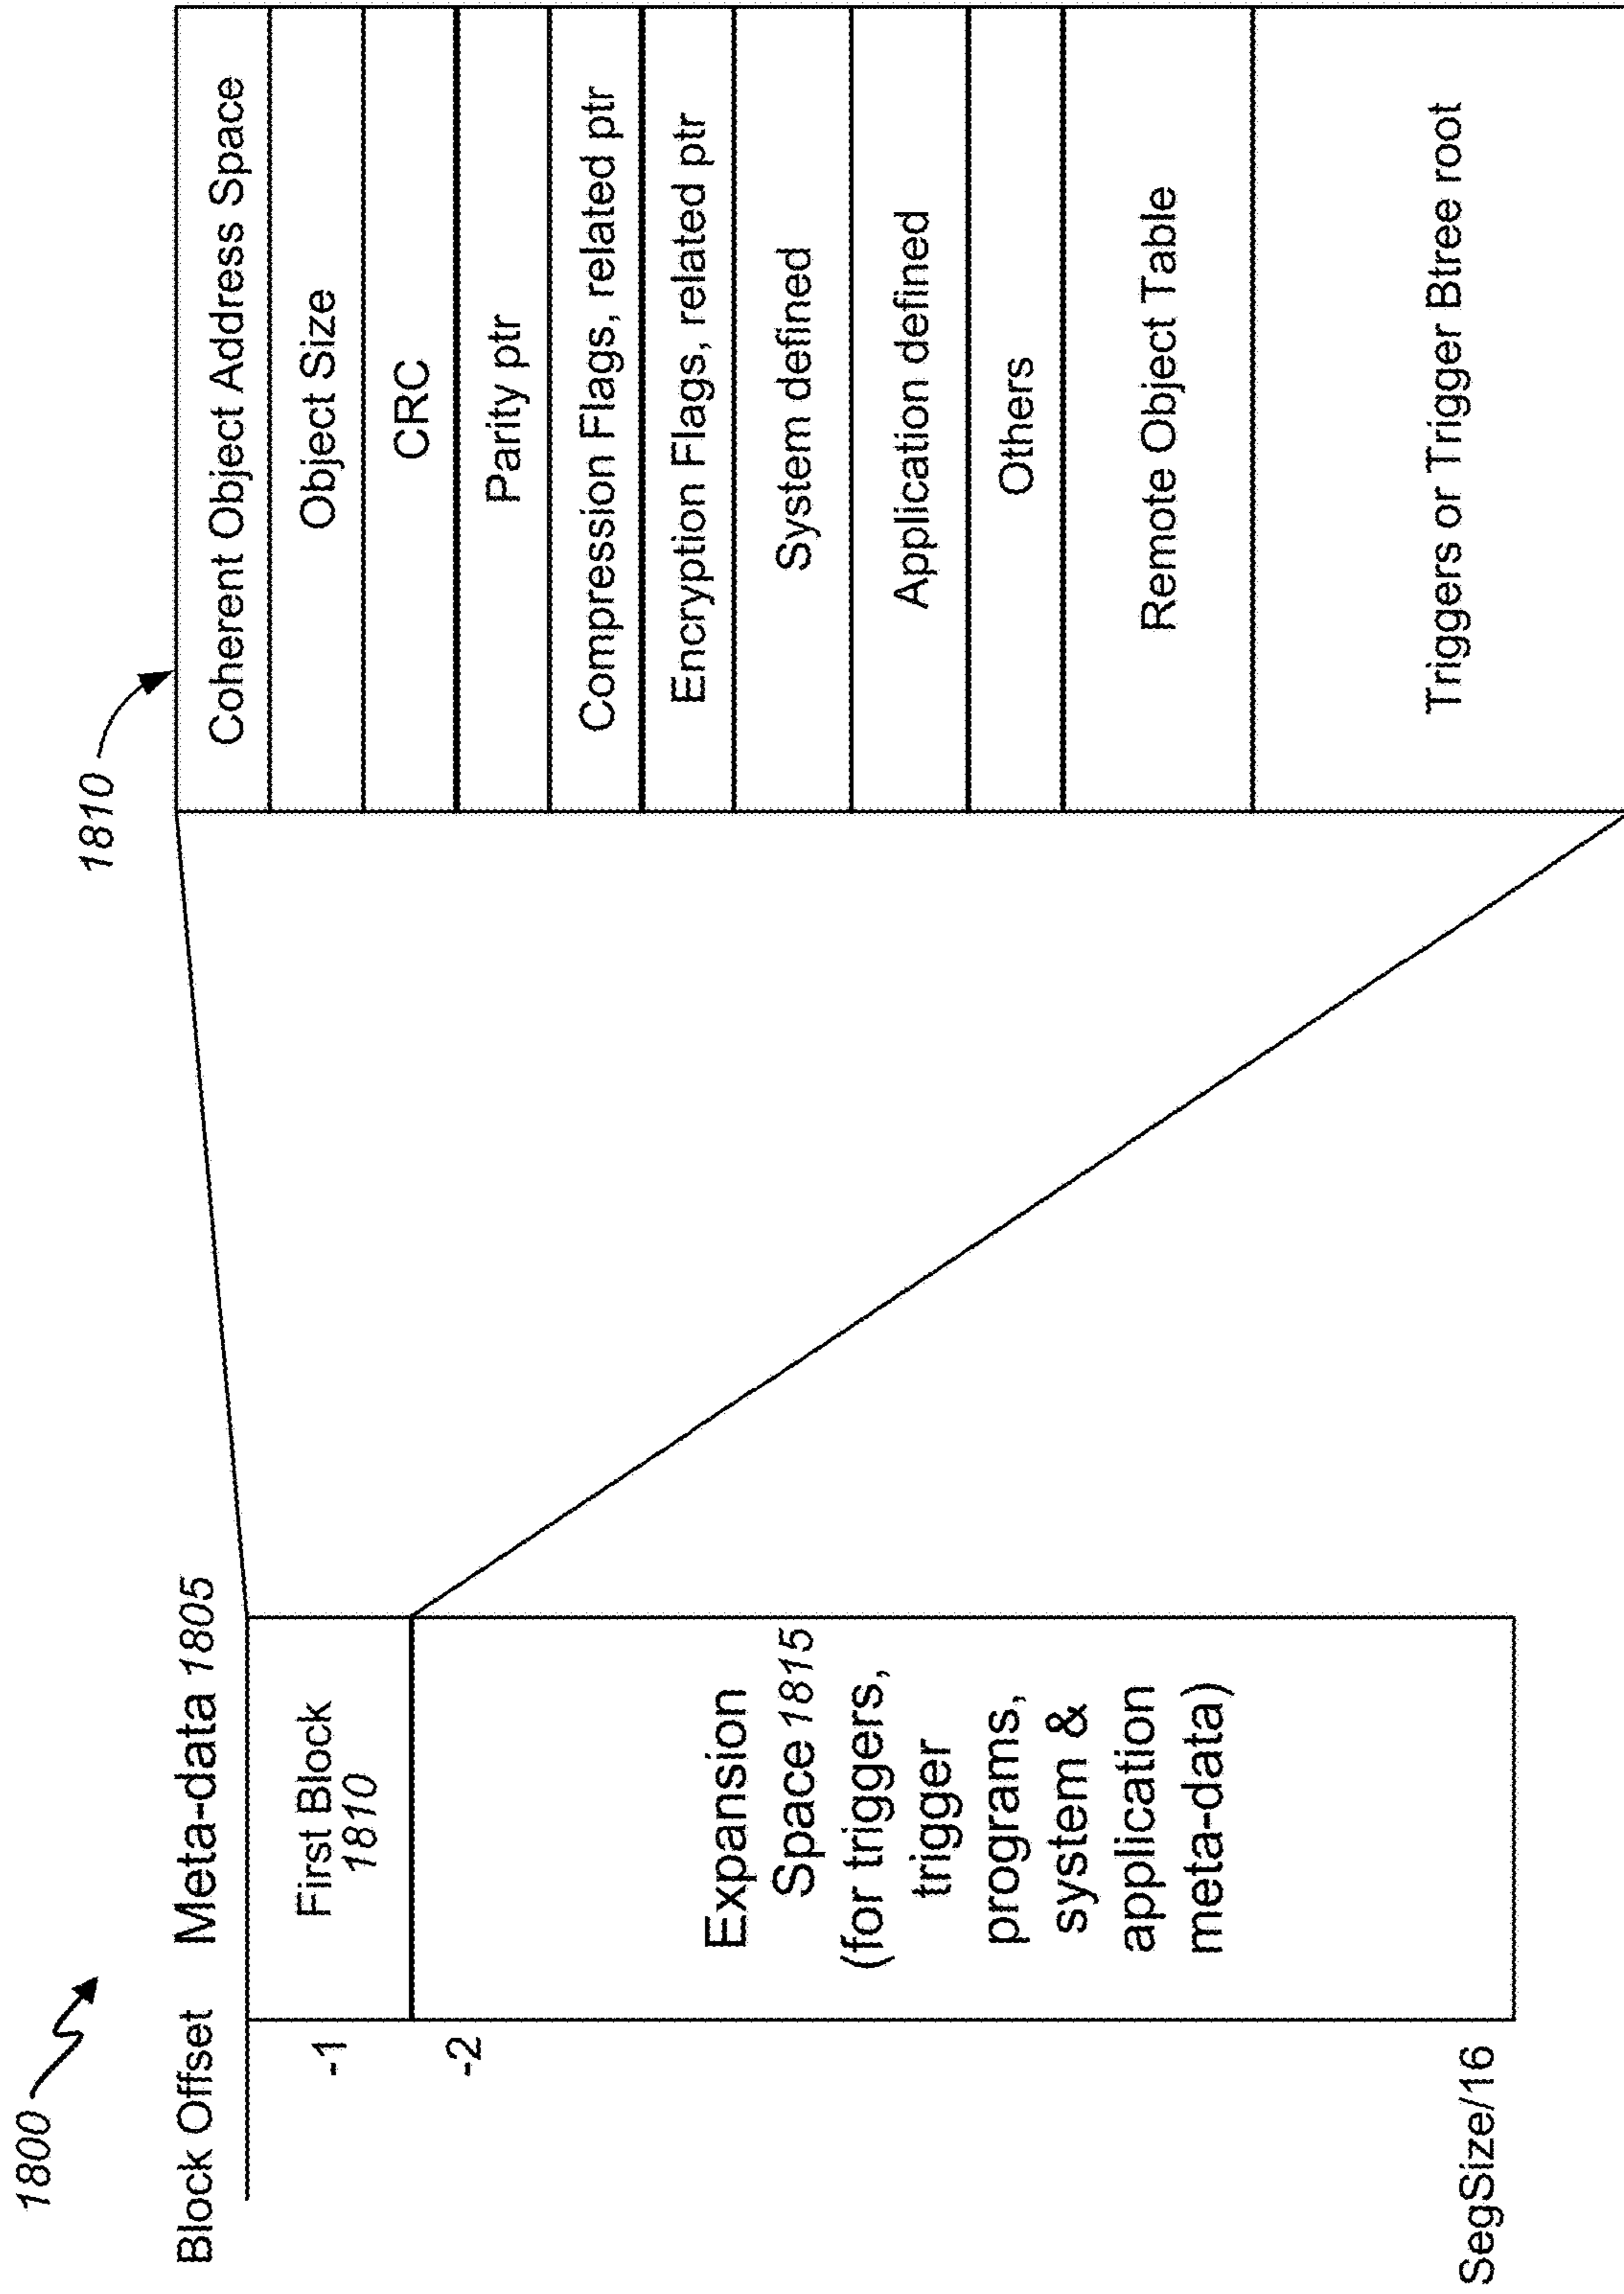 1800
Block Offset
Meta-data 1805
-1
First Block
1810
-2
Expansion
Space 1815
(for triggers,
trigger
programs,
system &
application
meta-data)
SegSize/16
1810
Coherent Object Address Space
Object Size
CRC
Parity ptr
Compression Flags, related ptr
Encryption Flags, related ptr
System defined
Application defined
Others
Remote Object Table
Triggers or Trigger Btree root